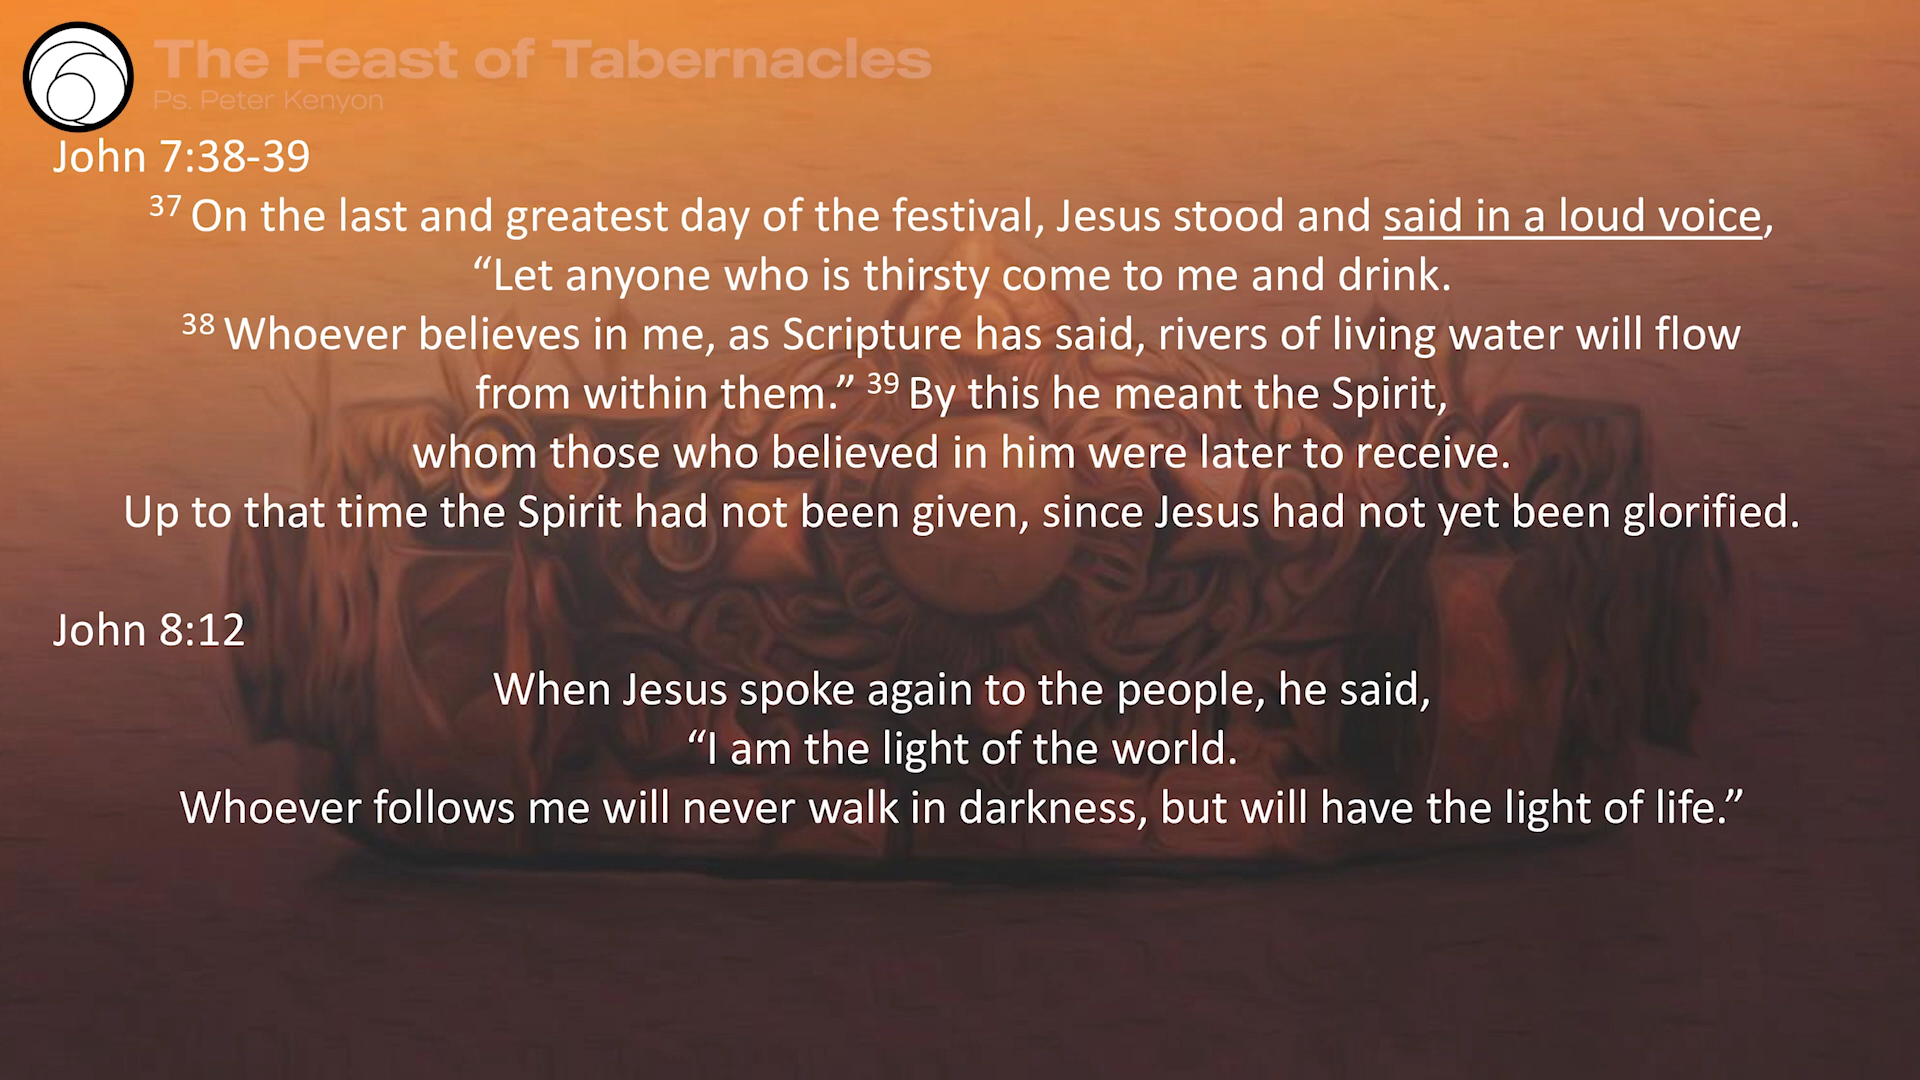 The Feast of Tabernacles
Ps. Peter Kenyon
John 7:38-39
37 On the last and greatest day of the festival, Jesus stood and said in a loud voice,
“Let anyone who is thirsty come to me and drink.
38 Whoever believes in me, as Scripture has said, rivers of living water will flow
from within them.” 39 By this he meant the Spirit,
whom those who believed in him were later to receive.
Up to that time the Spirit had not been given, since Jesus had not yet been glorified.
John 8:12
When Jesus spoke again to the people, he said,
“I am the light of the world.
Whoever follows me will never walk in darkness, but will have the light of life.”